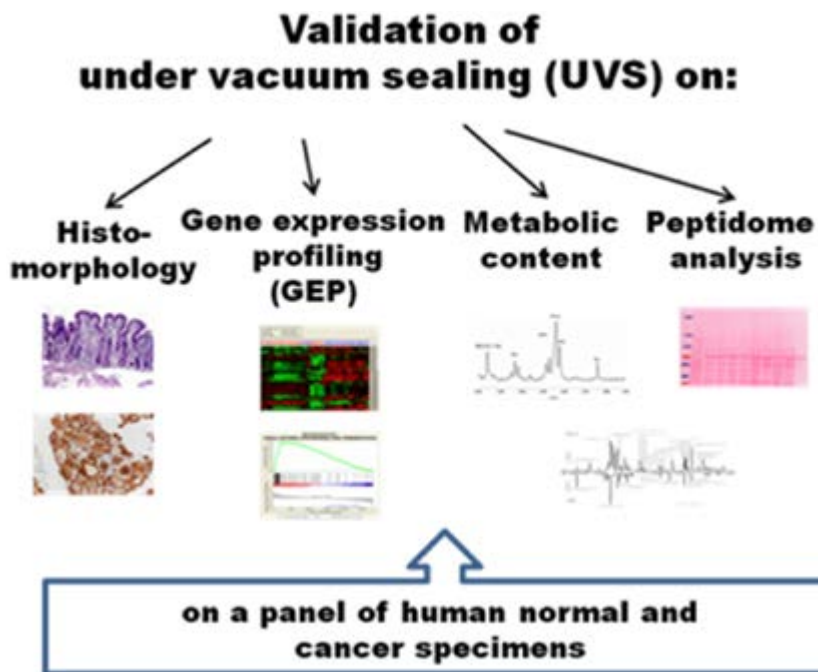 Validation of
under vacuum sealing (UVS) on:
Histo-
morphology
Gene expression
profiling
(GEP)
Metabolic
content
Peptidome
analysis
on a panel of human normal and
cancer specimens